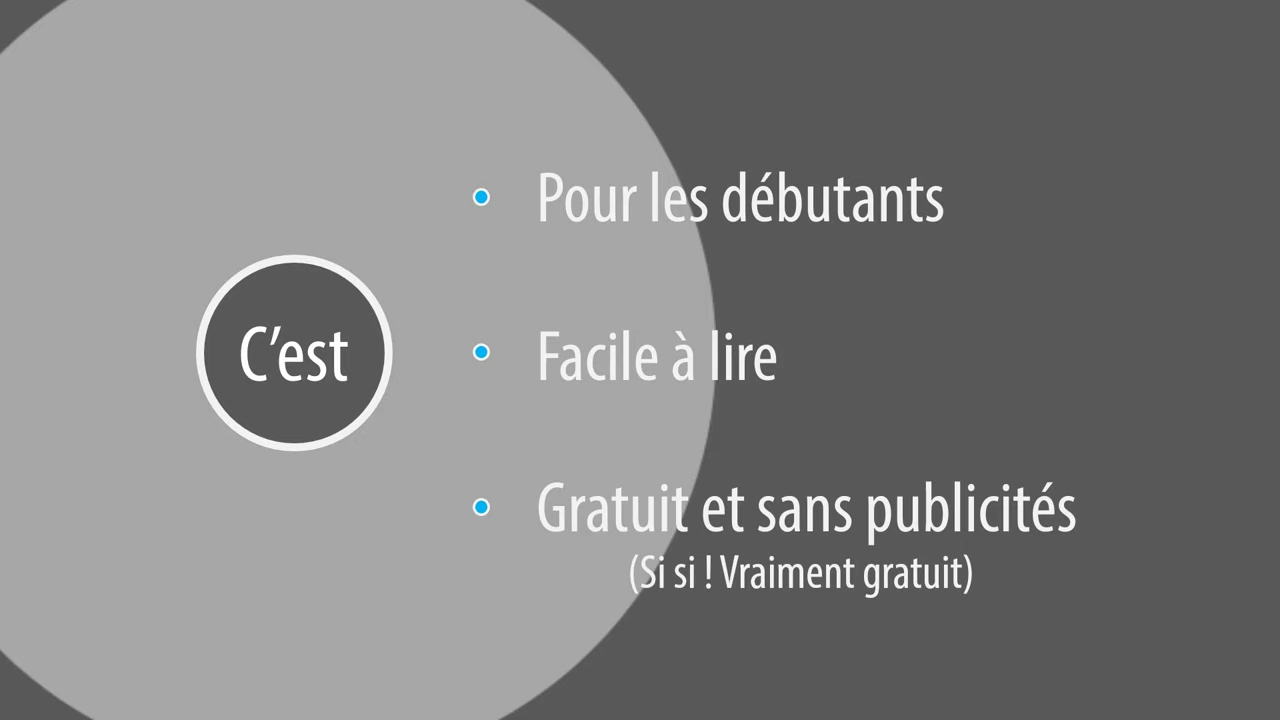 C’est
Pour les débutants
Facile à lire
Gratuit et sans publicités
(Si si ! Vraiment gratuit)